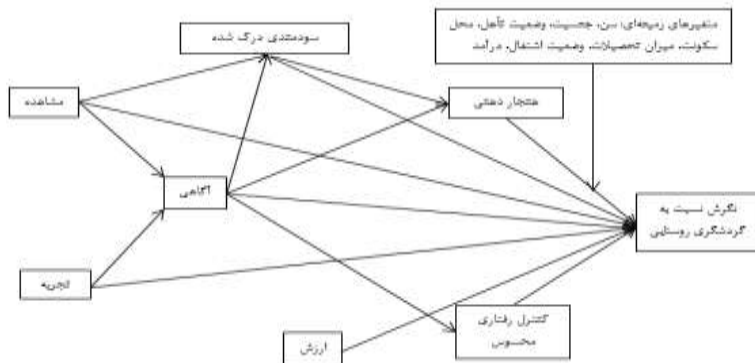 متغیرهای زمینه‌ای: سن، جنسیت، وضعیت تأهل، محل
سکونت، میزان تحصیلات، وضعیت اشتغال، درآمد
سودمندی درک شده
هنجار ذهنی
مشاهده
آگاهی
نگرش نسبت به
گردشگری روستایی
تجربه
کنترل رفتاری
محسوس
ارزش